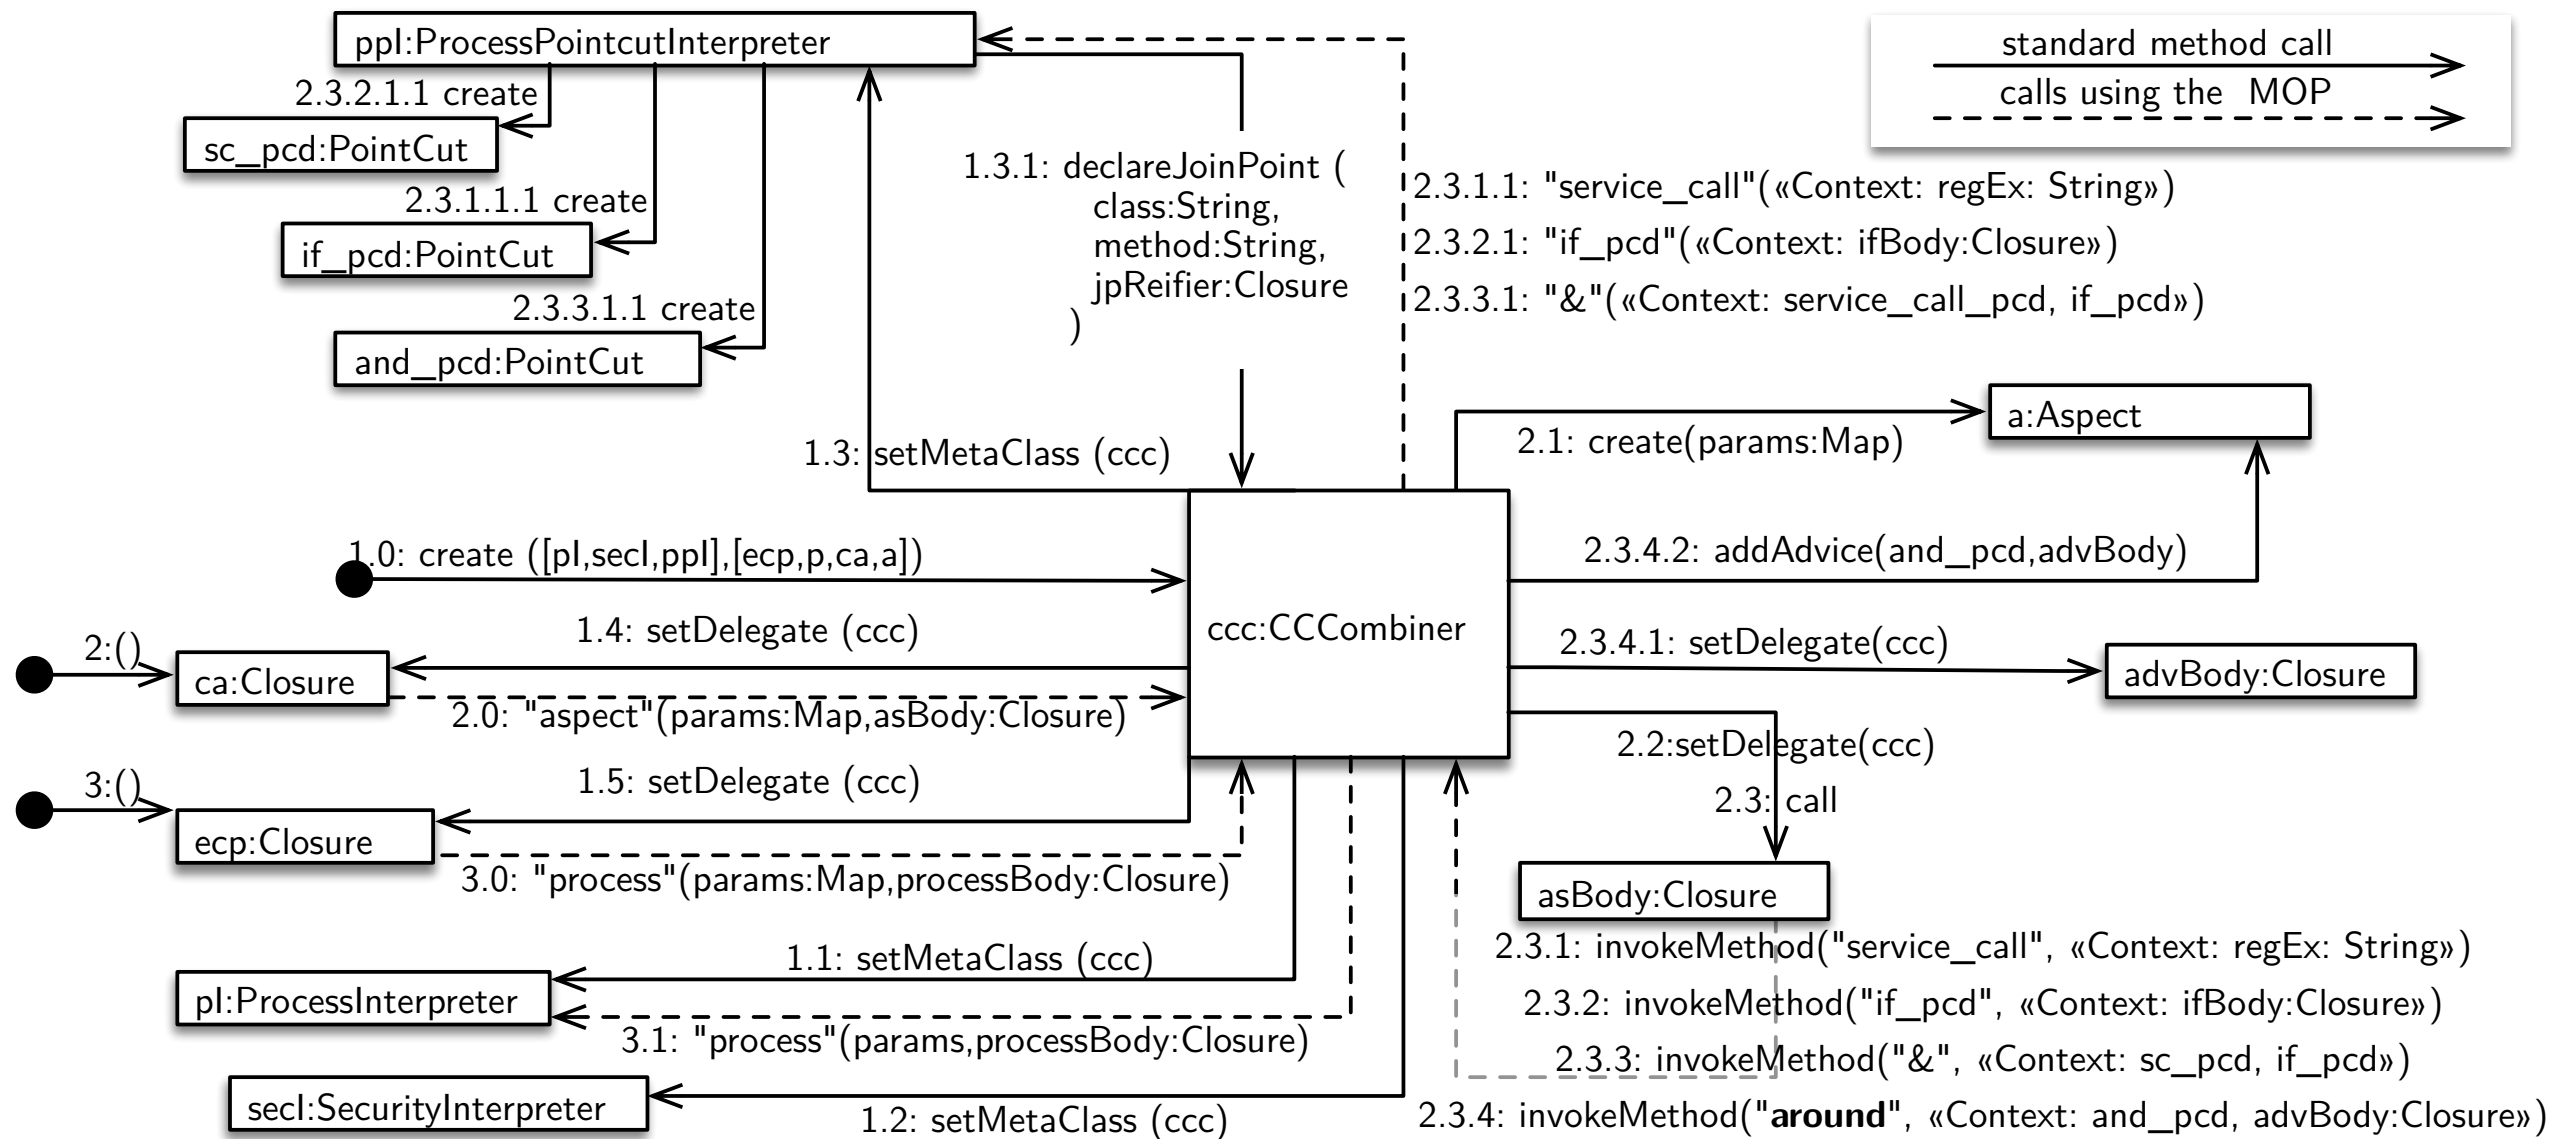 ppI:ProcessPointcutInterpreter
standard method call
calls using the MOP
2.3.2.1.1 create
sc_pcd:PointCut
2.3.1.1.1 create
if_pcd:PointCut
2.3.3.1.1 create
and_pcd:PointCut
1.3.1: declareJoinPoint (
class:String,
method:String,
jpReifier:Closure
)
2.3.1.1: "service_call"(«Context: regEx: String»)
2.3.2.1: "if_pcd"(«Context: ifBody:Closure»)
2.3.3.1: "&"(«Context: service_call_pcd, if_pcd»)
a:Aspect
2.1: create(params:Map)
1.3: setMetaClass (ccc)
1.0: create ([pI,secI,ppI],[ecp,p,ca,a])
2.3.4.2: addAdvice(and_pcd,advBody)
ccc:CCCombiner
1.4: setDelegate (ccc)
2.3.4.1: setDelegate(ccc)
2:()
ca:Closure
advBody:Closure
2.0: "aspect"(params:Map,asBody:Closure)
2.2:setDelegate(ccc)
3:()
1.5: setDelegate (ccc)
2.3: call
ecp:Closure
3.0: "process"(params:Map,processBody:Closure)
asBody:Closure
1.1: setMetaClass (ccc)
2.3.1: invokeMethod("service_call", «Context: regEx: String»)
pI:ProcessInterpreter
2.3.2: invokeMethod("if_pcd", «Context: ifBody:Closure»)
3.1: "process"(params,processBody:Closure)
2.3.3: invokeMethod("&", «Context: sc_pcd, if_pcd»)
secI:SecurityInterpreter
1.2: setMetaClass (ccc)
2.3.4: invokeMethod("around", «Context: and_pcd, advBody:Closure»)